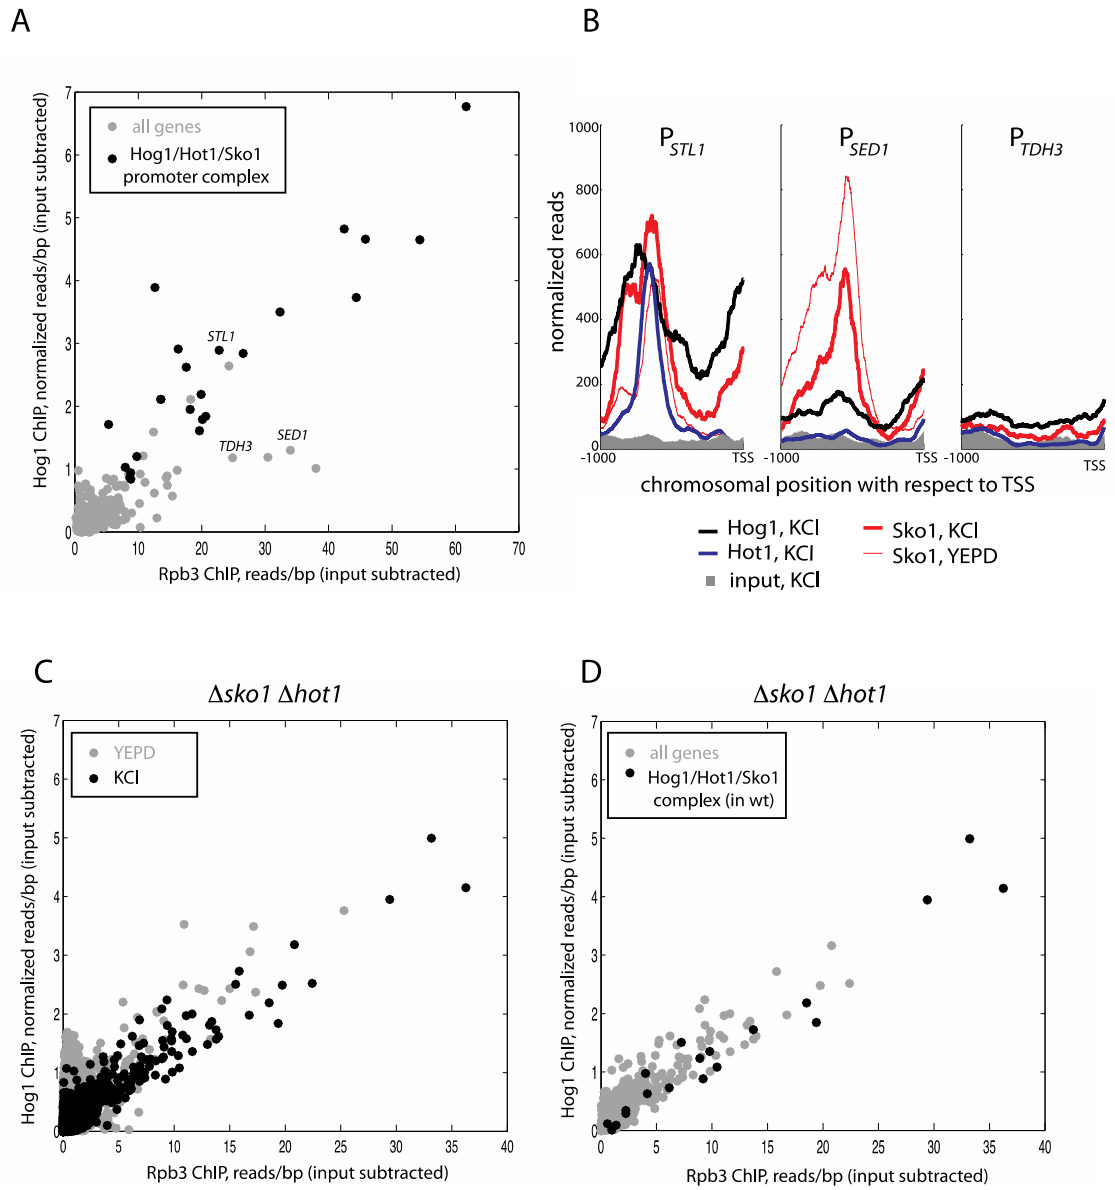 A
Hog1 ChIP, normalized reads/bp (input subtracted)
7
6
5
4
3
2
1
0
all genes
Hog1/Hot1/Sko1
promoter complex
STL1
TDH3
SED1
0 10 20 30 40 50 60 70
Rpb3 ChIP, reads/bp (input subtracted)
B
normalized reads
1000
800
600
400
200
0
PSTL1
PSED1
PTDH3
-1000 TSS -1000 TSS -1000 TSS
chromosomal position with respect to TSS
Hog1, KCl
Hot1, KCl
input, KCl
Sko1, KCl
Sko1, YEPD
C
Δsko1 Δhot1
Hog1 ChIP, normalized reads/bp (input subtracted)
7
6
5
4
3
2
1
0
YEPD
KCl
0 5 10 15 20 25 30 35 40
Rpb3 ChIP, reads/bp (input subtracted)
D
Δsko1 Δhot1
Hog1 ChIP, normalized reads/bp (input subtracted)
7
6
5
4
3
2
1
0
all genes
Hog1/Hot1/Sko1
complex (in wt)
0 5 10 15 20 25 30 35 40
Rpb3 ChIP, reads/bp (input subtracted)